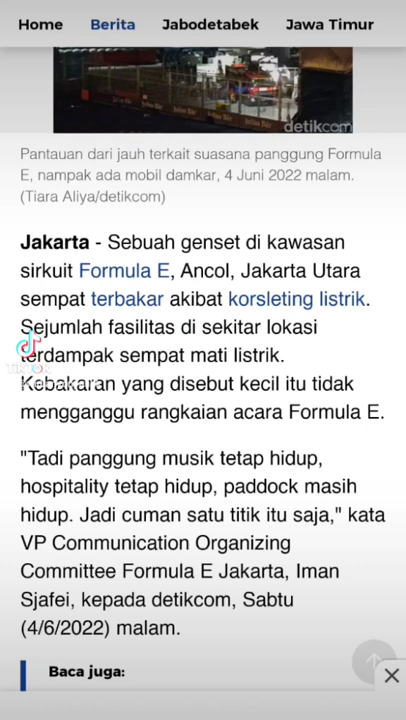 Home Berita Jabodetabek Jawa Timur
detikcom
Pantauan dari jauh terkait suasana panggung Formula
E, nampak ada mobil damkar, 4 Juni 2022 malam.
(Tiara Aliya/detikcom)
Jakarta - Sebuah genset di kawasan
sirkuit Formula E, Ancol, Jakarta Utara
sempat terbakar akibat korsleting listrik.
Sejumlah fasilitas di sekitar lokasi
terdampak sempat mati listrik.
TikTok
Kebakaran yang disebut kecil itu tidak
mengganggu rangkaian acara Formula E.
"Tadi panggung musik tetap hidup,
hospitality tetap hidup, paddock masih
hidup. Jadi cuman satu titik itu saja," kata
VP Communication Organizing
Committee Formula E Jakarta, Iman
Sjafei, kepada detikcom, Sabtu
(4/6/2022) malam.
Baca juga: